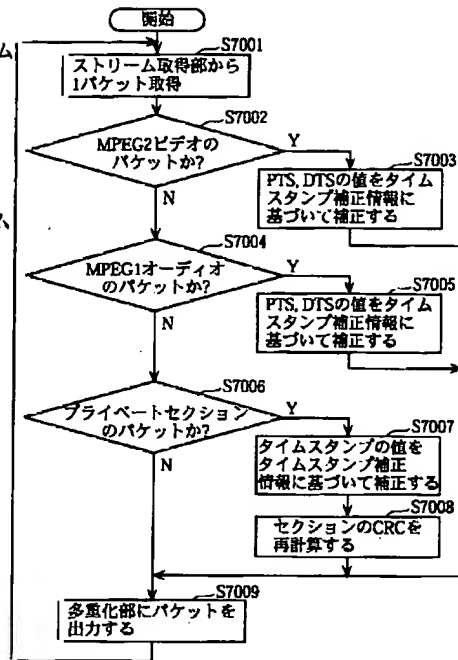 開始
S7001
ム
ストリーム取得部から
1パケット取得
S7002
MPEG2ビデオの
パケットか?
Y
N
S7003
PTS, DTSの値をタイム
スタンプ補正情報に
基づいて補正する
ム
S7004
MPEG1オーディオ
のパケットか?
Y
N
S7005
PTS, DTSの値をタイム
スタンプ補正情報に
基づいて補正する
S7006
プライベートセクション
のパケットか?
Y
N
S7007
タイムスタンプの値を
タイムスタンプ補正
情報に基づいて補正する
S7008
セクションのCRCを
再計算する
S7009
多重化部にパケットを
出力する